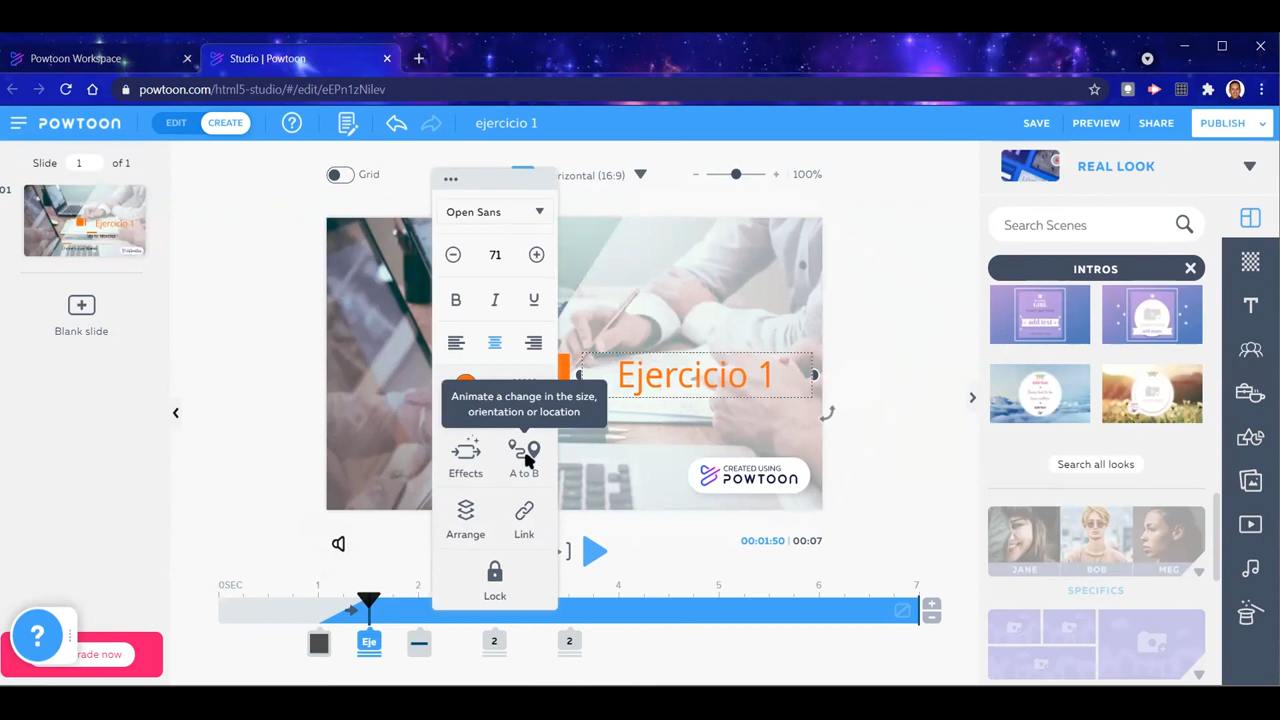 Powtoon Workspace
Studio | Powtoon
powtoon.com/html5-studio/#/edit/eEPn1zNilev
POWTOON
EDIT
CREATE
ejercicio 1
SAVE
PREVIEW
SHARE
PUBLISH
Slide 1 of 1
01
Ejercicio 1
Blank slide
Grid
rizontal (16:9)
100%
Open Sans
71
B I U
Animate a change in the size,
orientation or location
Effects
A to B
Arrange
Link
Lock
Ejercicio 1
CREATED USING
POWTOON
00:01:50 | 00:07
0SEC 1 2 4 5 6 7
Eje
2
2
?
rade now
REAL LOOK
Search Scenes
INTROS
Search all looks
JANE
BOB
MEG
SPECIFICS